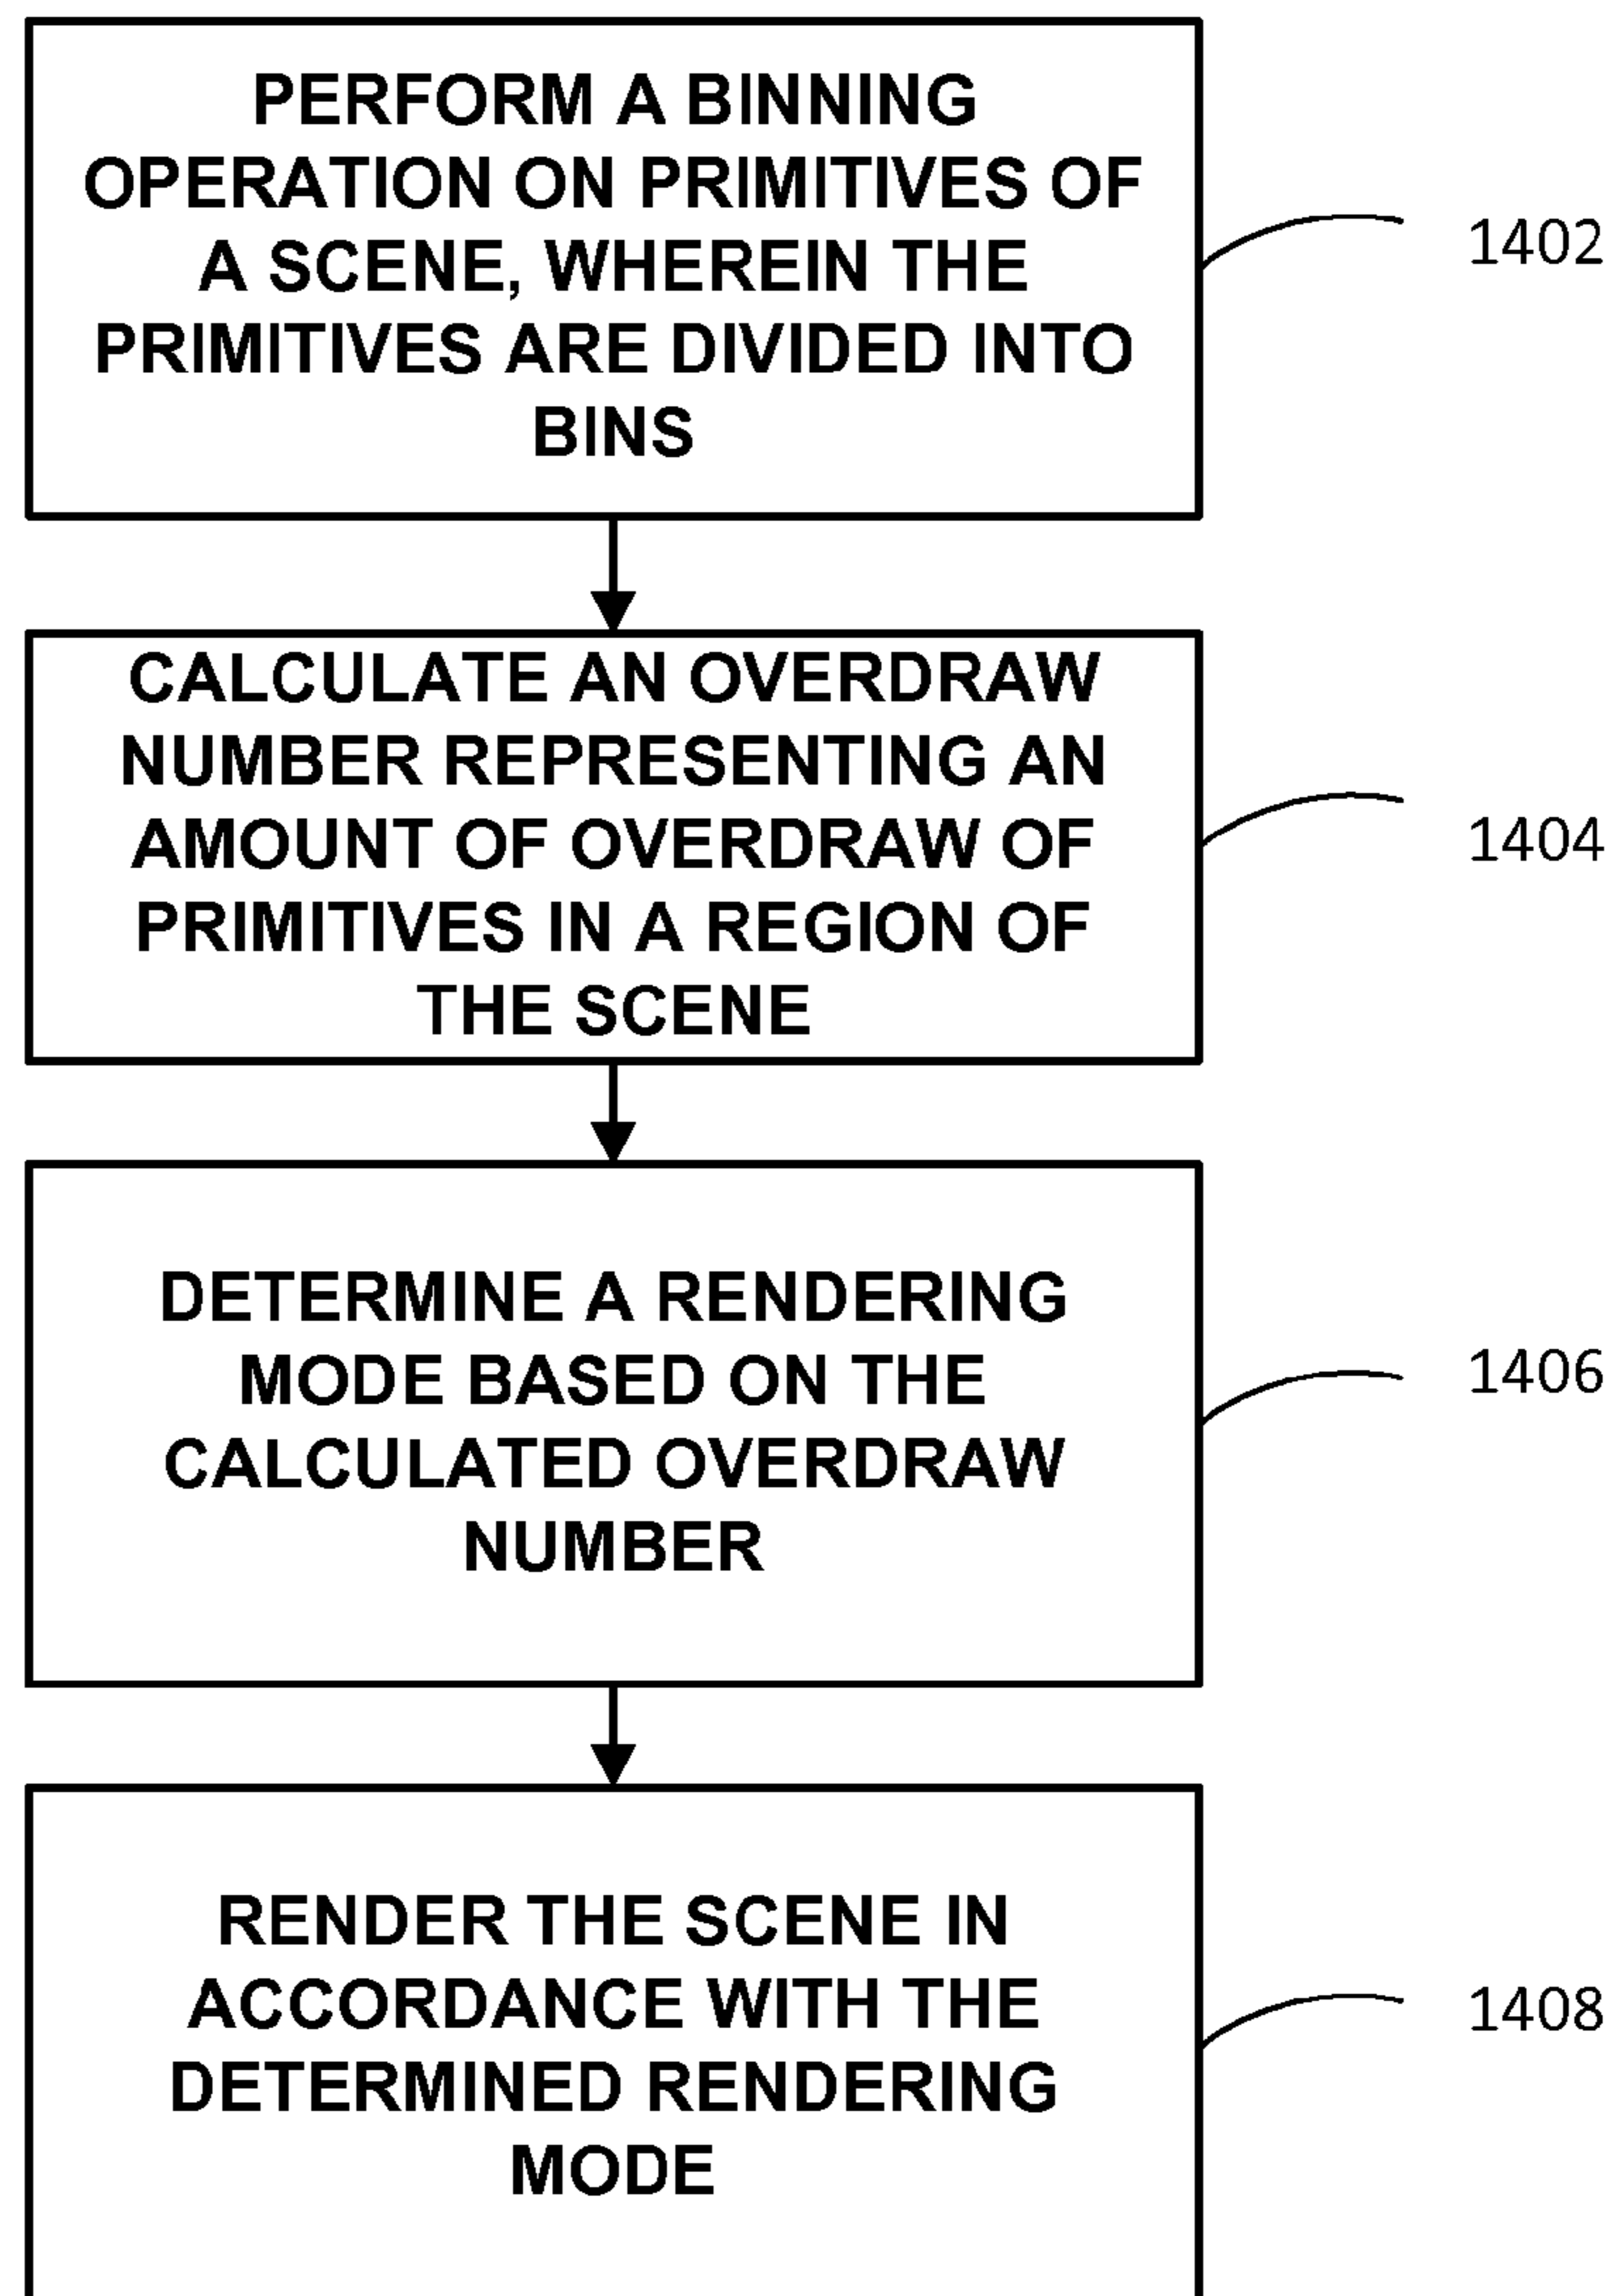 PERFORM A BINNING
OPERATION ON PRIMITIVES OF
A SCENE, WHEREIN THE
PRIMITIVES ARE DIVIDED INTO
BINS
1402
CALCULATE AN OVERDRAW
NUMBER REPRESENTING AN
AMOUNT OF OVERDRAW OF
PRIMITIVES IN A REGION OF
THE SCENE
1404
DETERMINE A RENDERING
MODE BASED ON THE
CALCULATED OVERDRAW
NUMBER
1406
RENDER THE SCENE IN
ACCORDANCE WITH THE
DETERMINED RENDERING
MODE
1408